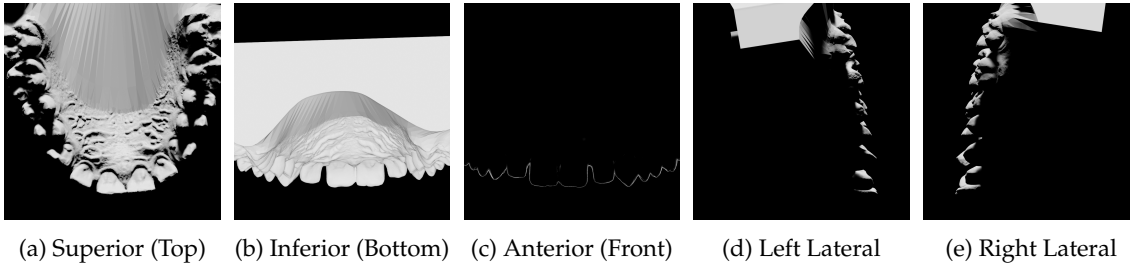 (a) Superior (Top)
(b) Inferior (Bottom)
(c) Anterior (Front)
(d) Left Lateral
(e) Right Lateral